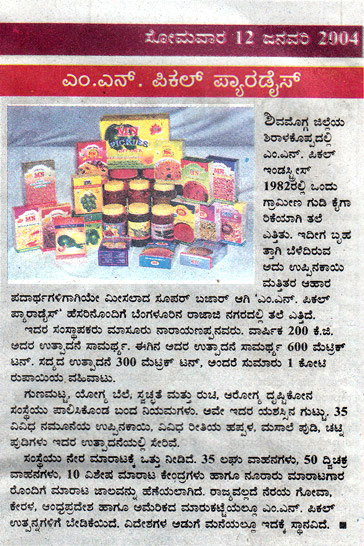 ಸೋಮವಾರ 12 ಜನವರಿ 2004
ಎಂ.ಎನ್. ಪಿಕಲ್ ಪ್ಯಾರಡೈಸ್
MN
PICKLES
ಶಿವಮೊಗ್ಗ ಜಿಲ್ಲೆಯ
ಶಿರಾಳಕೊಪ್ಪದಲ್ಲಿ
ಎಂ.ಎನ್. ಪಿಕಲ್
ಇಂಡಸ್ಟ್ರೀಸ್
1982ರಲ್ಲಿ ಒಂದು
ಗ್ರಾಮೀಣ ಗುಡಿ ಕೈಗಾ
ರಿಕೆಯಾಗಿ ತಲೆ
ಎತ್ತಿತು. ಇದೀಗ ಬೃಹ
ತ್ತಾಗಿ ಬೆಳೆದಿರುವ
ಅದು ಉಪ್ಪಿನಕಾಯಿ
ಮತ್ತಿತರ ಆಹಾರ
ಪದಾರ್ಥಗಳಿಗಾಗಿಯೇ ಮೀಸಲಾದ ಸೂಪರ್ ಬಜಾರ್ ಆಗಿ 'ಎಂ.ಎನ್. ಪಿಕಲ್
ಪ್ಯಾರಾಡೈಸ್' ಹೆಸರಿನೊಂದಿಗೆ ಬೆಂಗಳೂರಿನ ರಾಜಾಜಿ ನಗರದಲ್ಲಿ ತಲೆ ಎತ್ತಿದೆ.
ಇದರ ಸಂಸ್ಥಾಪಕರು ಮಾಸೂರು ನಾರಾಯಣಪ್ಪನವರು. ವಾರ್ಷಿಕ 200 ಕೆ.ಜಿ.
ಅದರ ಉತ್ಪಾದನೆ ಸಾಮರ್ಥ್ಯ. ಈಗಿನ ಅದರ ಉತ್ಪಾದನೆ ಸಾಮರ್ಥ್ಯ 600 ಮೆಟ್ರಿಕ್
ಟನ್. ಸದ್ಯದ ಉತ್ಪಾದನೆ 300 ಮೆಟ್ರಕ್ ಟನ್, ಅಂದರೆ ಸುಮಾರು 1 ಕೋಟಿ
ರುಪಾಯಿಯ ವಹಿವಾಟು.
ಗುಣಮಟ್ಟ, ಯೋಗ್ಯ ಬೆಲೆ, ಸ್ವಚ್ಛತೆ ಮತ್ತು ರುಚಿ, ಆರೋಗ್ಯ ದೃಷ್ಟಿಕೋನ
ಸಂಸ್ಥೆಯು ಪಾಲಿಸಿಕೊಂಡ ಬಂದ ನಿಯಮಗಳು. ಅವೇ ಇದರ ಯಶಸ್ಸಿನ ಗುಟ್ಟು. 35
ವಿವಿಧ ನಮೂನೆಯ ಉಪ್ಪಿನಕಾಯಿ, ವಿವಿಧ ರೀತಿಯ ಹಪ್ಪಳ, ಮಸಾಲೆ ಪುಡಿ, ಚಟ್ನಿ
ಪುಡಿಗಳು ಇದರ ಉತ್ಪಾದನೆಯಲ್ಲಿ ಸೇರಿವೆ.
ಸಂಸ್ಥೆಯು ನೇರ ಮಾರಾಟಕ್ಕೆ ಒತ್ತು ನೀಡಿದೆ. 35 ಲಘು ವಾಹನಗಳು, 50 ದ್ವಿಚಕ್ರ
ವಾಹನಗಳು, 10 ವಿಶೇಷ ಮಾರಾಟ ಕೇಂದ್ರಗಳು ಹಾಗೂ ನೂರಾರು ಮಾರಾಟಗಾರ
ರೊಂದಿಗೆ ಮಾರಾಟ ಜಾಲವನ್ನು ಹೆಣೆಯಲಾಗಿದೆ. ರಾಜ್ಯವಲ್ಲದೆ ನೆರೆಯ ಗೋವಾ,
ಕೇರಳ, ಆಂಧ್ರಪ್ರದೇಶ ಹಾಗೂ ಅಮೆರಿಕದ ಮಾರುಕಟ್ಟೆಯಲ್ಲೂ ಎಂ.ಎನ್. ಪಿಕಲ್
ಉತ್ಪನ್ನಗಳಿಗೆ ಬೇಡಿಕೆಯಿದೆ. ವಿದೇಶಗಳ ಅಡುಗೆ ಮನೆಯಲ್ಲೂ ಇದಕ್ಕೆ ಸ್ಥಾನವಿದೆ.